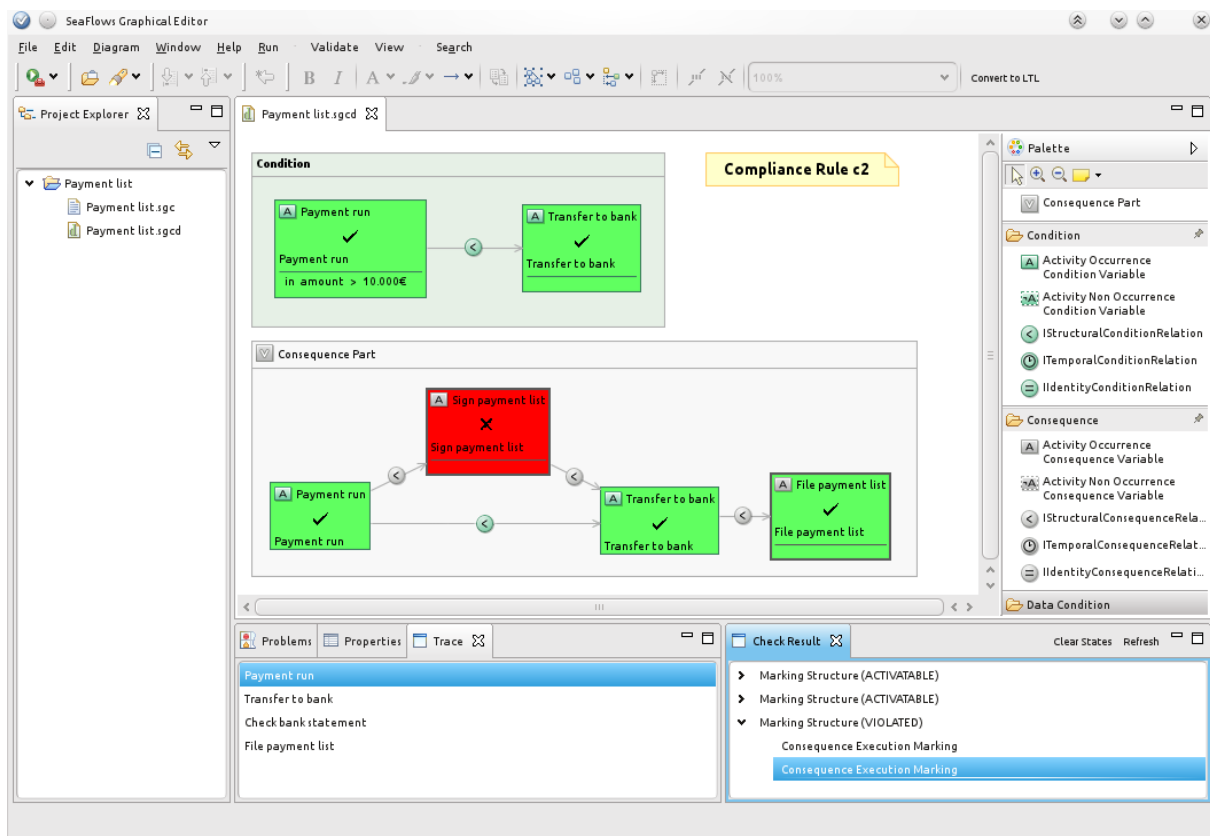 SeaFlows Graphical Editor
File Edit Diagram Window Help Run Validate View Search
B I A 100% Convert to LTL
Project Explorer
Payment list
Payment list.sgc
Payment list.sgcd
Payment list.sgcd
Condition
Compliance Rule c2
A Payment run
Payment run
in amount > 10.000€
<
A Transfer to bank
Transfer to bank
Consequence Part
A Sign payment list
Sign payment list
<
<
A Payment run
Payment run
<
A Transfer to bank
Transfer to bank
<
A File payment list
File payment list
Palette
Consequence Part
Condition
A Activity Occurrence
Condition Variable
¬A Activity Non Occurrence
Condition Variable
< IStructuralConditionRelation
ITemporalConditionRelation
= IIdentityConditionRelation
Consequence
A Activity Occurrence
Consequence Variable
¬A Activity Non Occurrence
Consequence Variable
< IStructuralConsequenceRela...
ITemporalConsequenceRelat...
= IIdentityConsequenceRelati...
Data Condition
Problems Properties Trace
Payment run
Transfer to bank
Check bank statement
File payment list
Check Result Clear States Refresh
Marking Structure (ACTIVATABLE)
Marking Structure (ACTIVATABLE)
Marking Structure (VIOLATED)
Consequence Execution Marking
Consequence Execution Marking